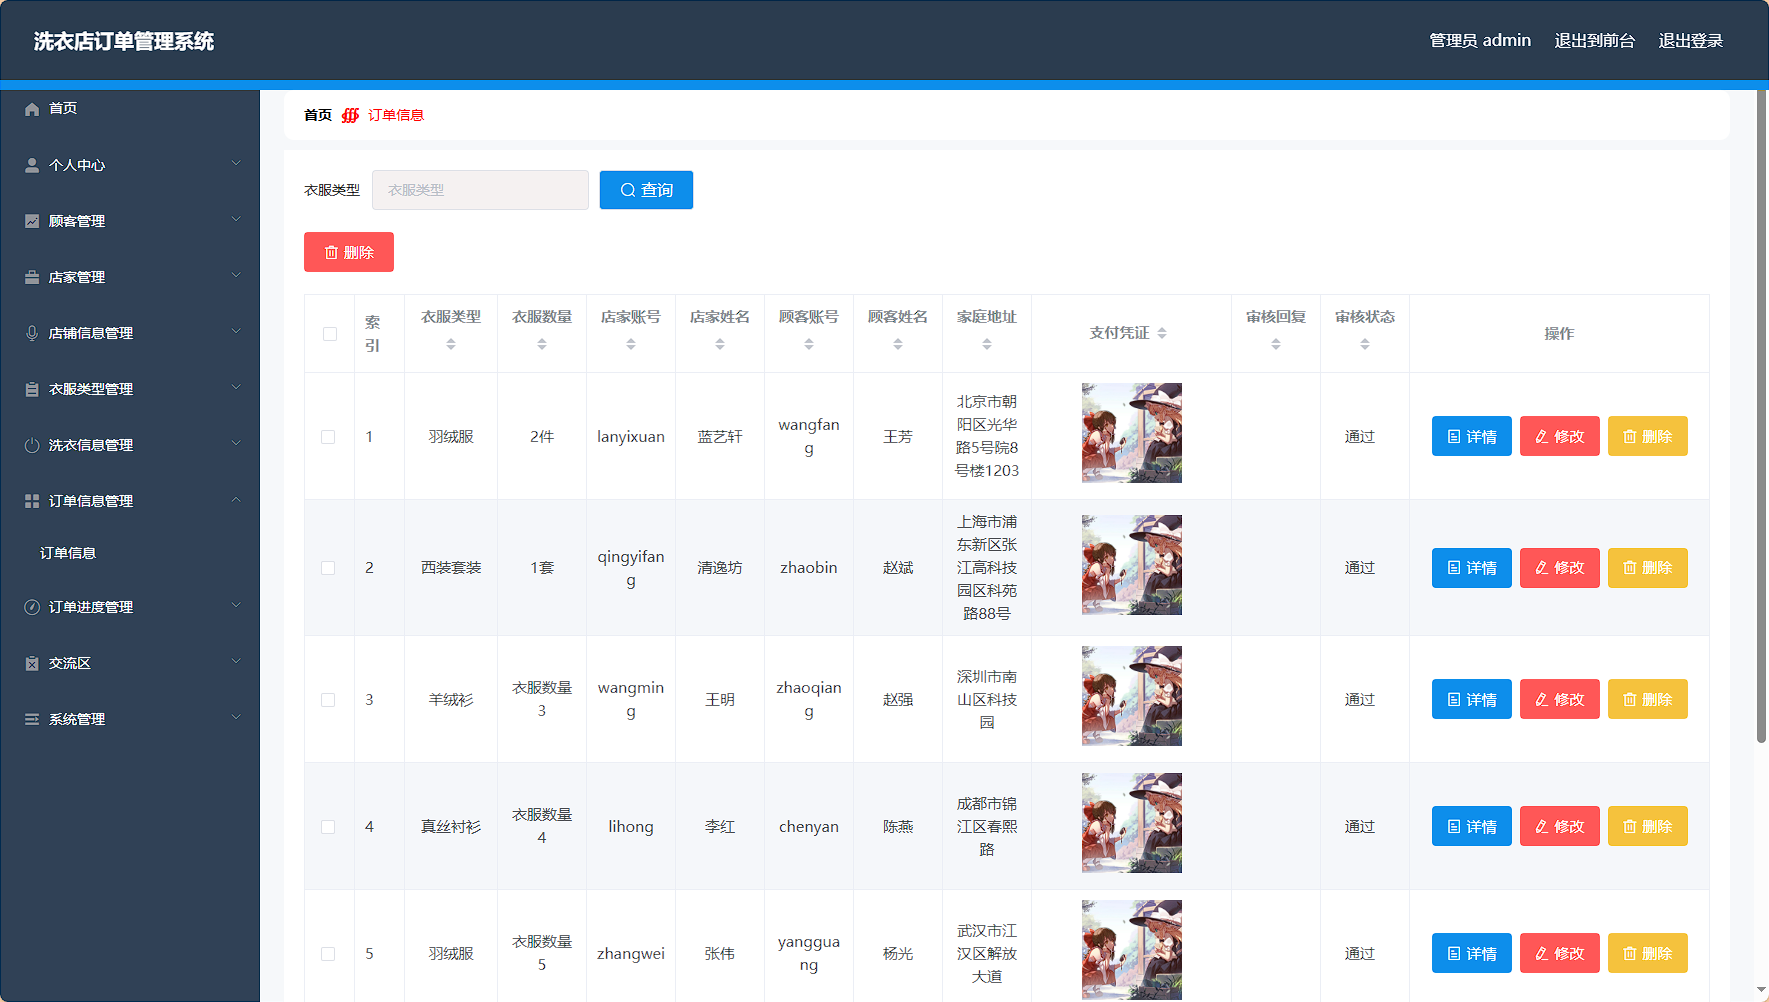 洗衣店订单管理系统
管理员 admin 退出到前台 退出登录
首页
个人中心
顾客管理
店家管理
店铺信息管理
衣服类型管理
洗衣信息管理
订单信息管理
订单信息
订单进度管理
交流区
系统管理
首页 订单信息
衣服类型 衣服类型 查询
删除
索
引
衣服类型 衣服数量 店家账号 店家姓名 顾客账号 顾客姓名 家庭地址 支付凭证 审核回复 审核状态 操作
1 羽绒服 2件 lanyixuan 蓝艺轩
wangfan
g
王芳
北京市朝
阳区光华
路5号院8
号楼1203
通过 详情 修改 删除
2 西装套装 1套
qingyifan
g
清逸坊 zhaobin 赵斌
上海市浦
东新区张
江高科技
园区科苑
路88号
通过 详情 修改 删除
3 羊绒衫
衣服数量
3
wangmin
g
王明
zhaoqian
g
赵强
深圳市南
山区科技
园
通过 详情 修改 删除
4 真丝衬衫
衣服数量
4
lihong 李红 chenyan 陈燕
成都市锦
江区春熙
路
通过 详情 修改 删除
5 羽绒服
衣服数量
5
zhangwei 张伟
yanggua
ng
杨光
武汉市江
汉区解放
大道
通过 详情 修改 删除